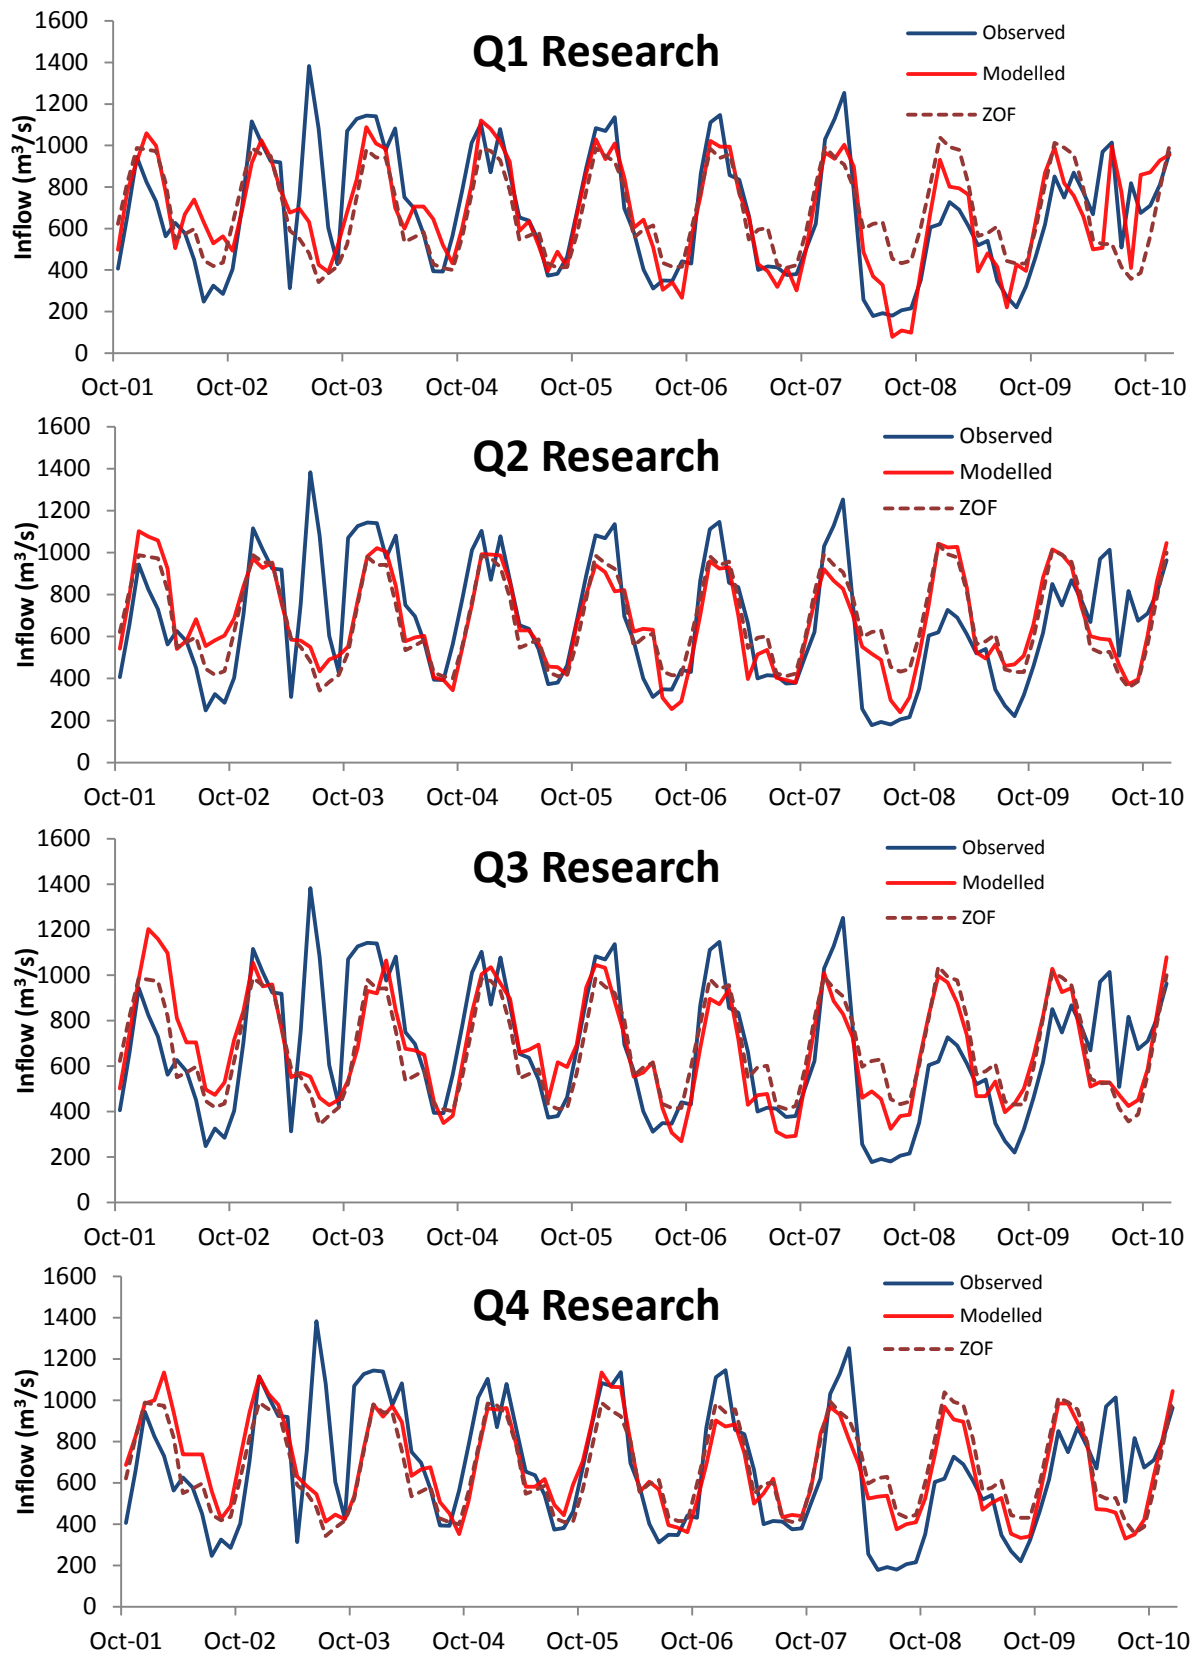 Q1 Research
Observed
Modelled
ZOF
Inflow (m³/s)
1600
1400
1200
1000
800
600
400
200
0
Oct-01 Oct-02 Oct-03 Oct-04 Oct-05 Oct-06 Oct-07 Oct-08 Oct-09 Oct-10
Q2 Research
Observed
Modelled
ZOF
Inflow (m³/s)
1600
1400
1200
1000
800
600
400
200
0
Oct-01 Oct-02 Oct-03 Oct-04 Oct-05 Oct-06 Oct-07 Oct-08 Oct-09 Oct-10
Q3 Research
Observed
Modelled
ZOF
Inflow (m³/s)
1600
1400
1200
1000
800
600
400
200
0
Oct-01 Oct-02 Oct-03 Oct-04 Oct-05 Oct-06 Oct-07 Oct-08 Oct-09 Oct-10
Q4 Research
Observed
Modelled
ZOF
Inflow (m³/s)
1600
1400
1200
1000
800
600
400
200
0
Oct-01 Oct-02 Oct-03 Oct-04 Oct-05 Oct-06 Oct-07 Oct-08 Oct-09 Oct-10